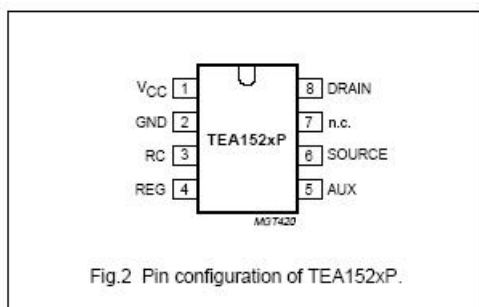 VCC 1 8 DRAIN
GND 2 7 n.c.
TEA152xP
RC 3 6 SOURCE
REG 4 5 AUX
MGT420
Fig.2 Pin configuration of TEA152xP.